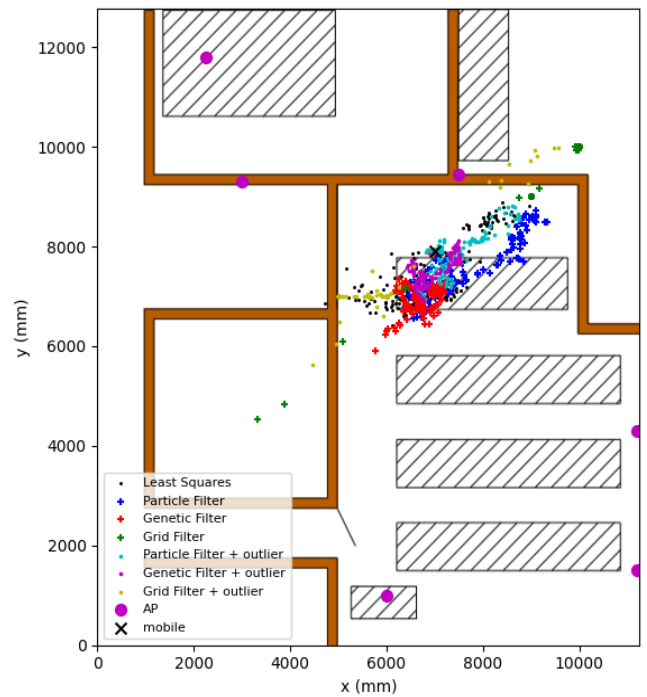 12000
10000
8000
6000
4000
2000
0
y (mm)
Least Squares
Particle Filter
Genetic Filter
Grid Filter
Particle Filter + outlier
Genetic Filter + outlier
Grid Filter + outlier
AP
mobile
0 2000 4000 6000 8000 10000
x (mm)